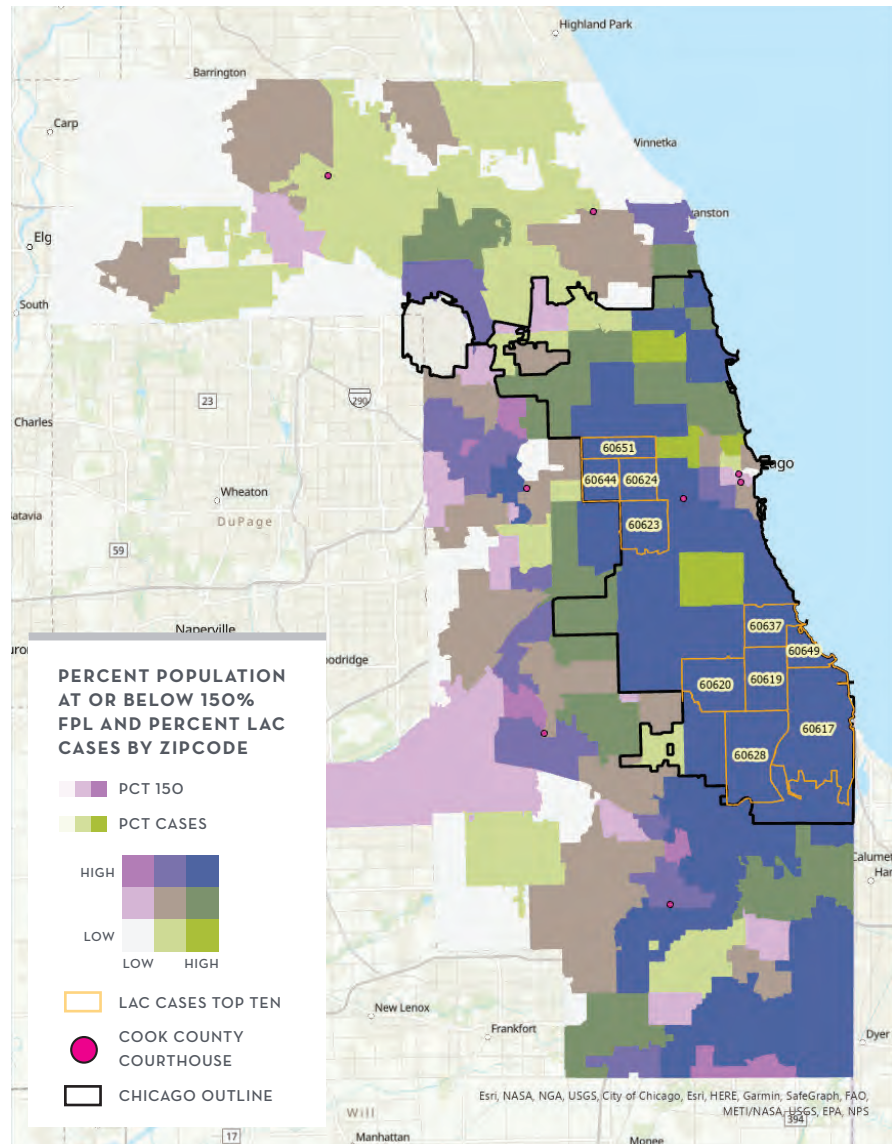 Highland Park
Barrington
Carp
Winnetka
vanston
Elg
South
23
290
Charles
60651
ago
60644
60624
Wheaton
60623
DuPage
atavia
59
60637
Naperville
60649
uror
oodridge
60620
60619
60617
60628
PERCENT POPULATION
AT OR BELOW 150%
FPL AND PERCENT LAC
CASES BY ZIPCODE
PCT 150
PCT CASES
HIGH
LOW
LOW HIGH
LAC CASES TOP TEN
COOK COUNTY
COURTHOUSE
CHICAGO OUTLINE
Calumet
Har
New Lenox
Frankfort
Dyer
Esri, NASA, NGA, USGS, City of Chicago, Esri, HERE, Garmin, SafeGraph, FAO,
METI/NASA, USGS, EPA, NPS
Will
394
17
Manhattan
Monee